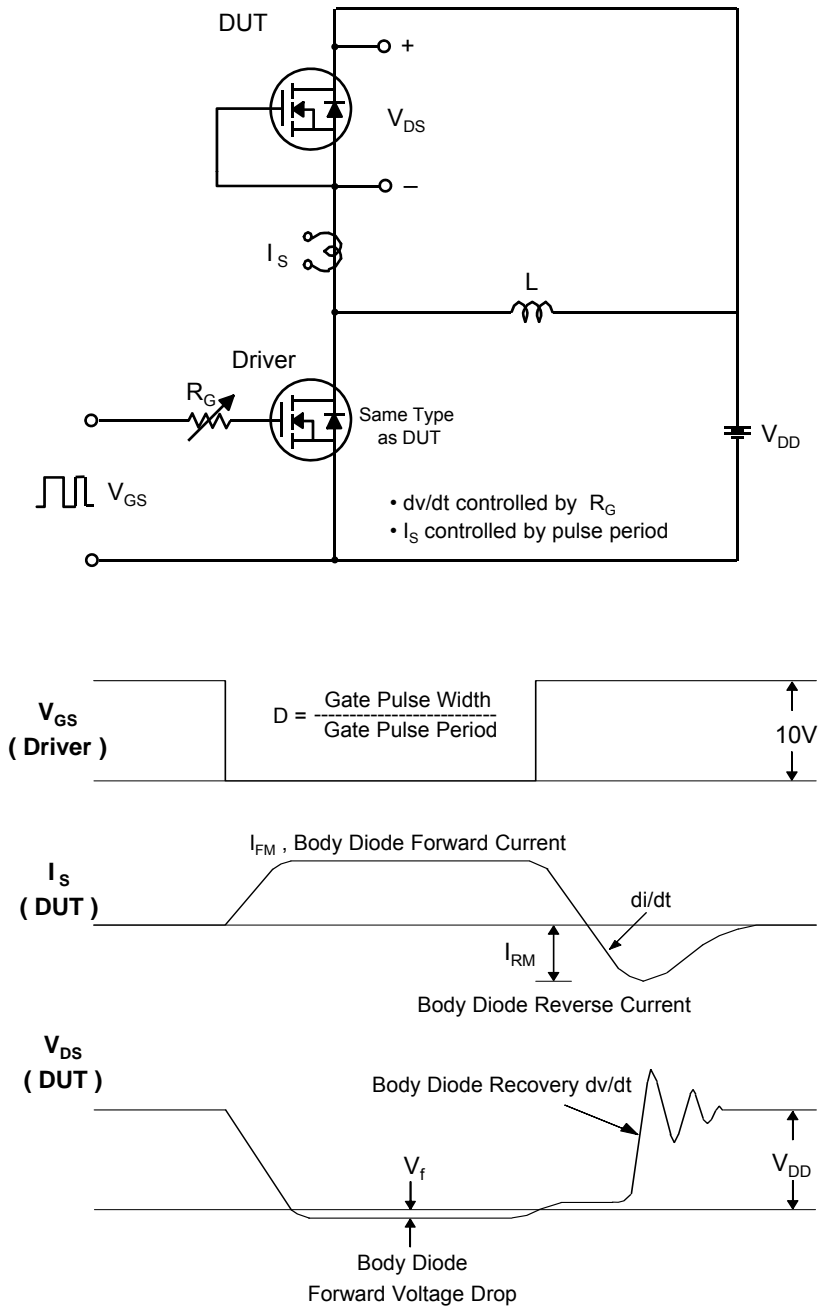 DUT
+
V_DS
–
I_S
L
Driver
R_G
Same Type
as DUT
V_DD
V_GS
• dv/dt controlled by R_G
• I_S controlled by pulse period
V_GS
( Driver )
D = Gate Pulse Width
--------------------------
Gate Pulse Period
10V
I_FM , Body Diode Forward Current
I_S
( DUT )
di/dt
I_RM
Body Diode Reverse Current
V_DS
( DUT )
Body Diode Recovery dv/dt
V_f
V_DD
Body Diode
Forward Voltage Drop